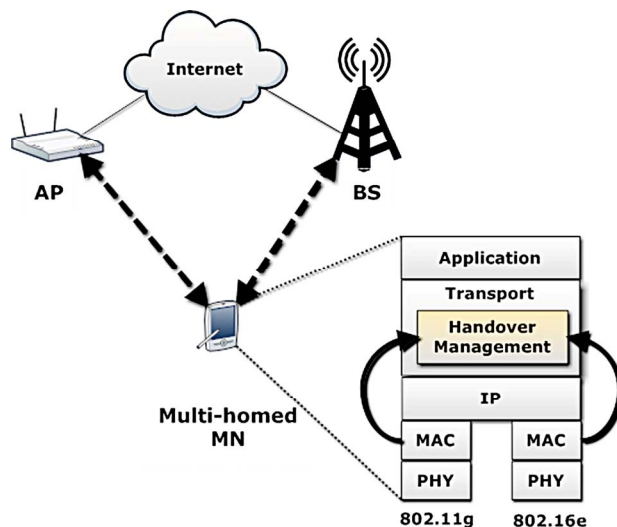 Internet
AP
BS
Application
Transport
Handover
Management
IP
Multi-homed
MN
MAC
MAC
PHY
PHY
802.11g
802.16e